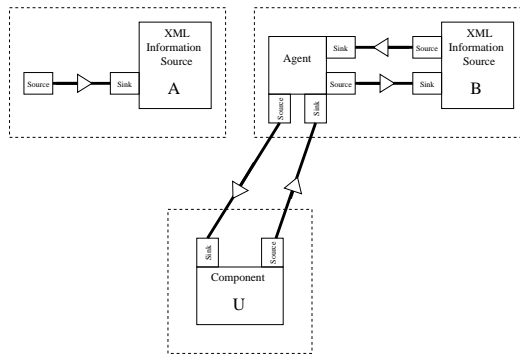 XML
Information
Source
A
Source
Sink
XML
Information
Source
B
Agent
Sink
Source
Source
Sink
Source
Sink
Sink
Source
Component
U